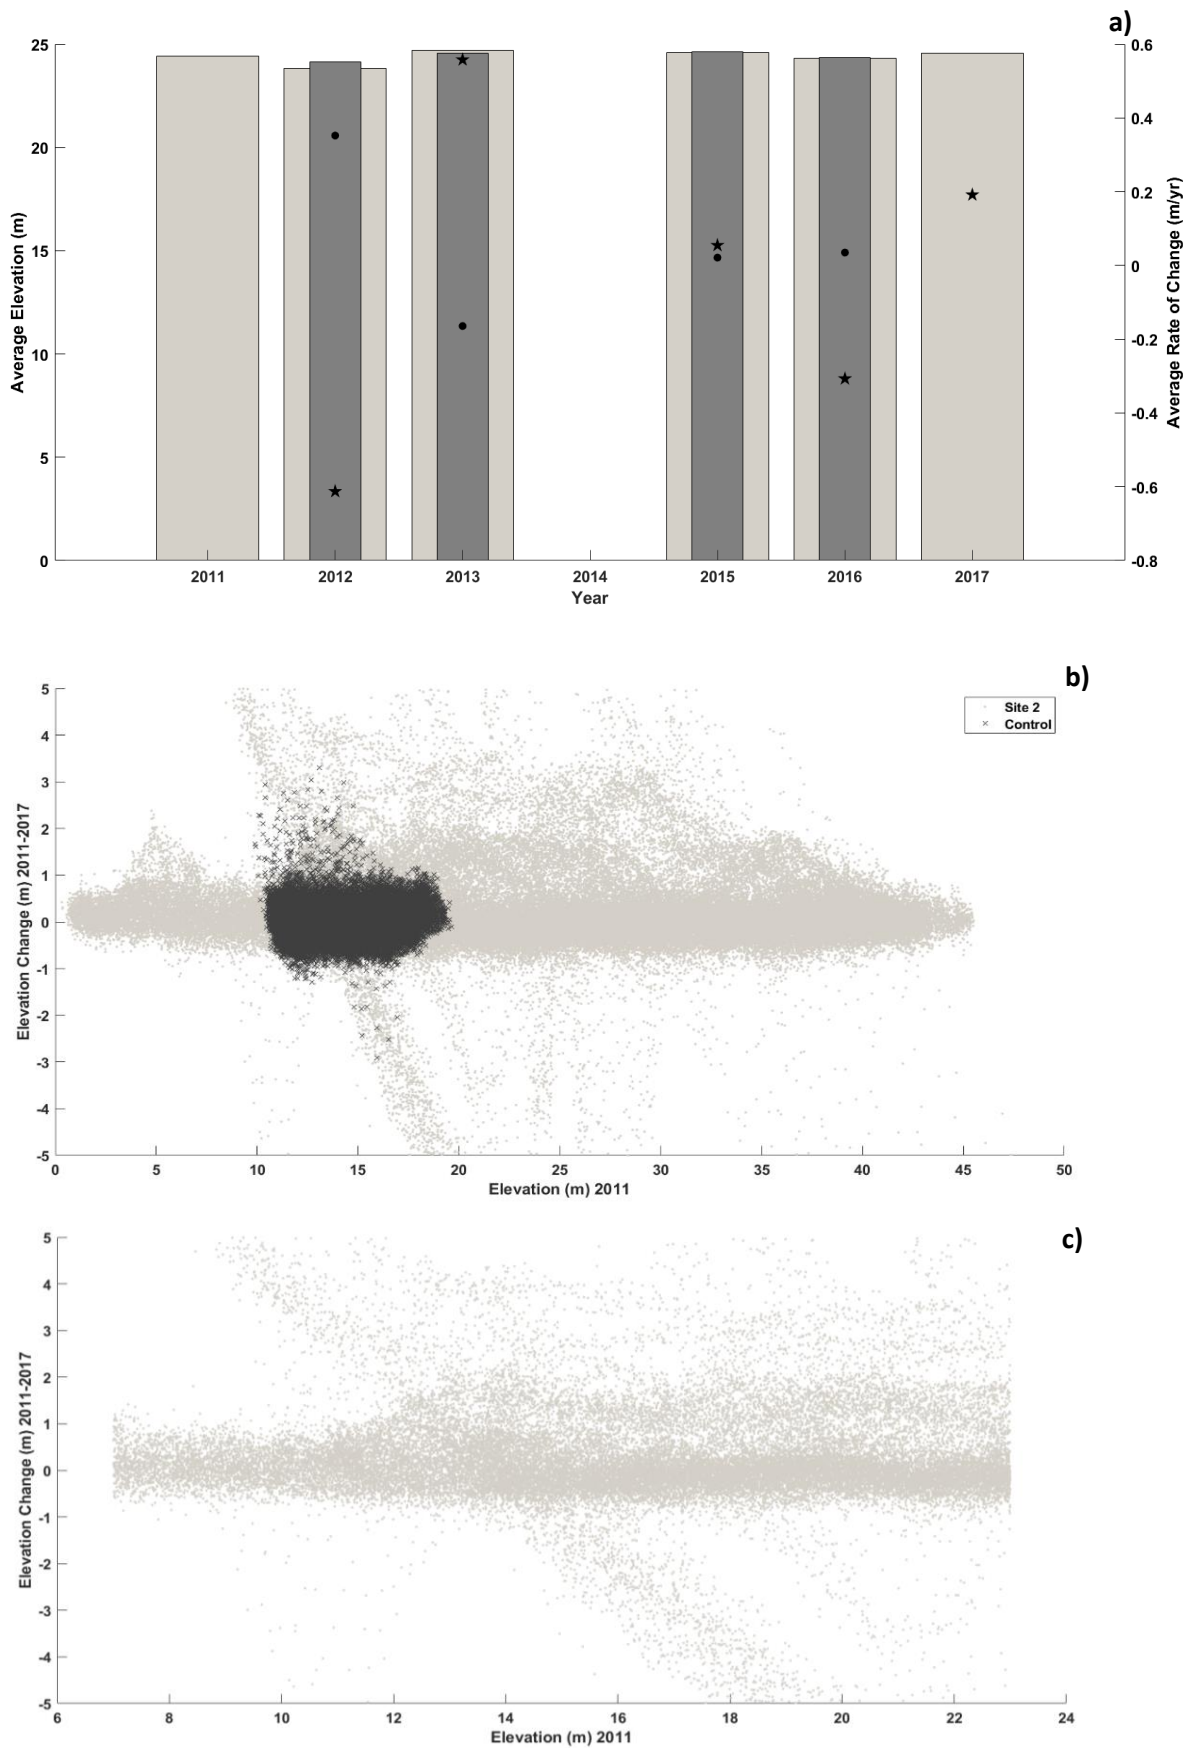 a)
25
20
15
10
5
0
Average Elevation (m)
0.6
0.4
0.2
0
-0.2
-0.4
-0.6
-0.8
Average Rate of Change (m/yr)
2011 2012 2013 2014 2015 2016 2017
Year
b)
Site 2
Control
5
4
3
2
1
0
-1
-2
-3
-4
-5
Elevation Change (m) 2011-2017
0 5 10 15 20 25 30 35 40 45 50
Elevation (m) 2011
c)
5
4
3
2
1
0
-1
-2
-3
-4
-5
Elevation Change (m) 2011-2017
6 8 10 12 14 16 18 20 22 24
Elevation (m) 2011